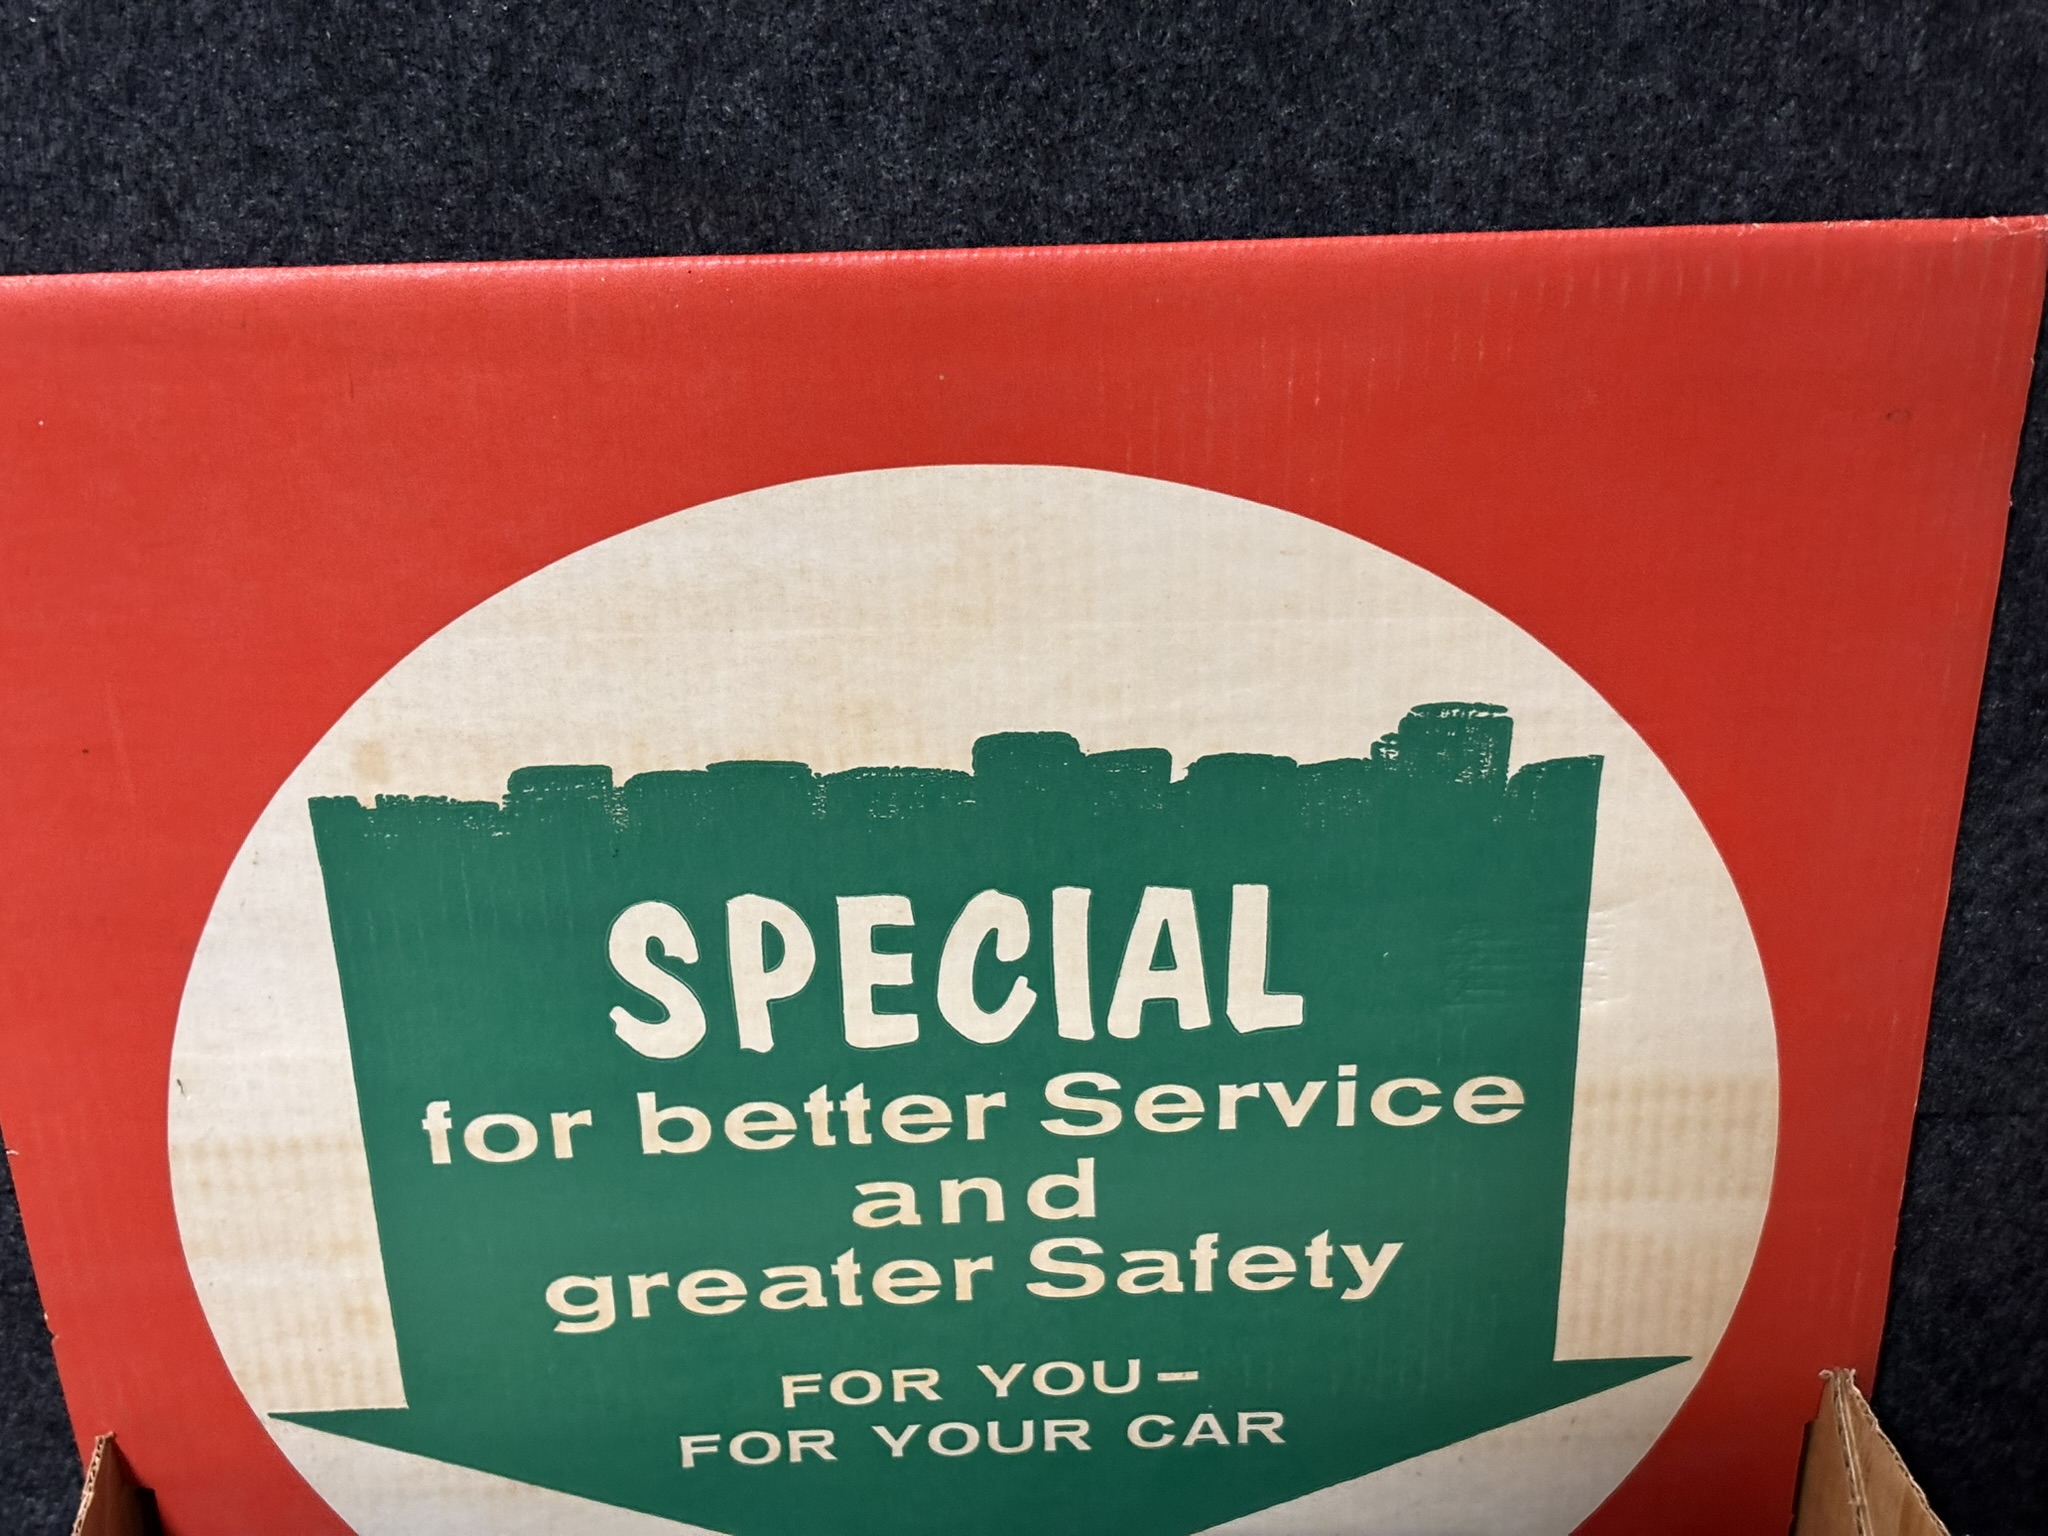 SPECIAL
for better Service
and
greater Safety
FOR YOU–
FOR YOUR CAR